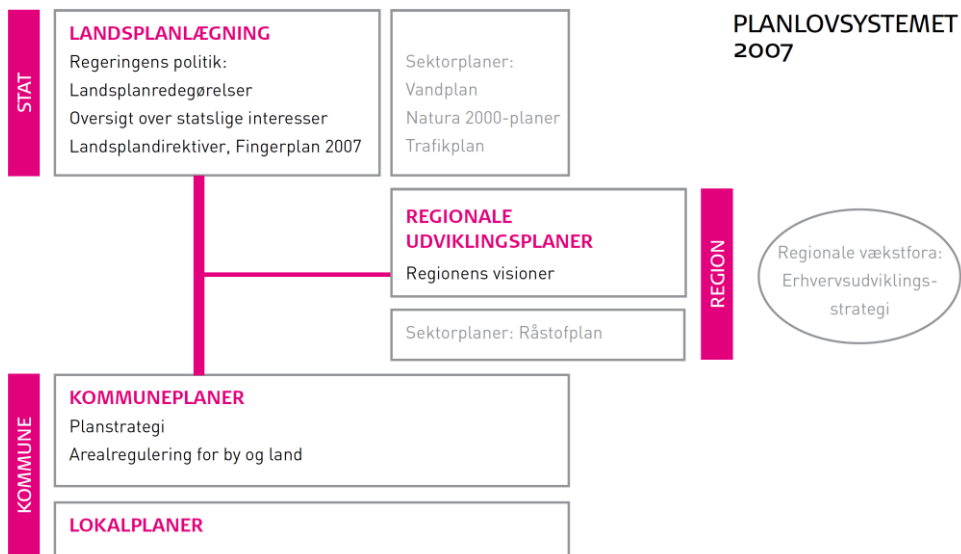 PLANLOVSYSTEMET
2007
STAT
LANDSPLANLÆGNING
Regeringens politik:
Landsplanredegørelser
Oversigt over statslige interesser
Landsplandirektiver, Fingerplan 2007
Sektorplaner:
Vandplan
Natura 2000-planer
Trafikplan
REGIONALE
UDVIKLINGSPLANER
Regionens visioner
Sektorplaner: Råstofplan
REGION
Regionale vækstfora:
Erhvervsudviklings-
strategi
KOMMUNE
KOMMUNEPLANER
Planstrategi
Arealregulering for by og land
LOKALPLANER